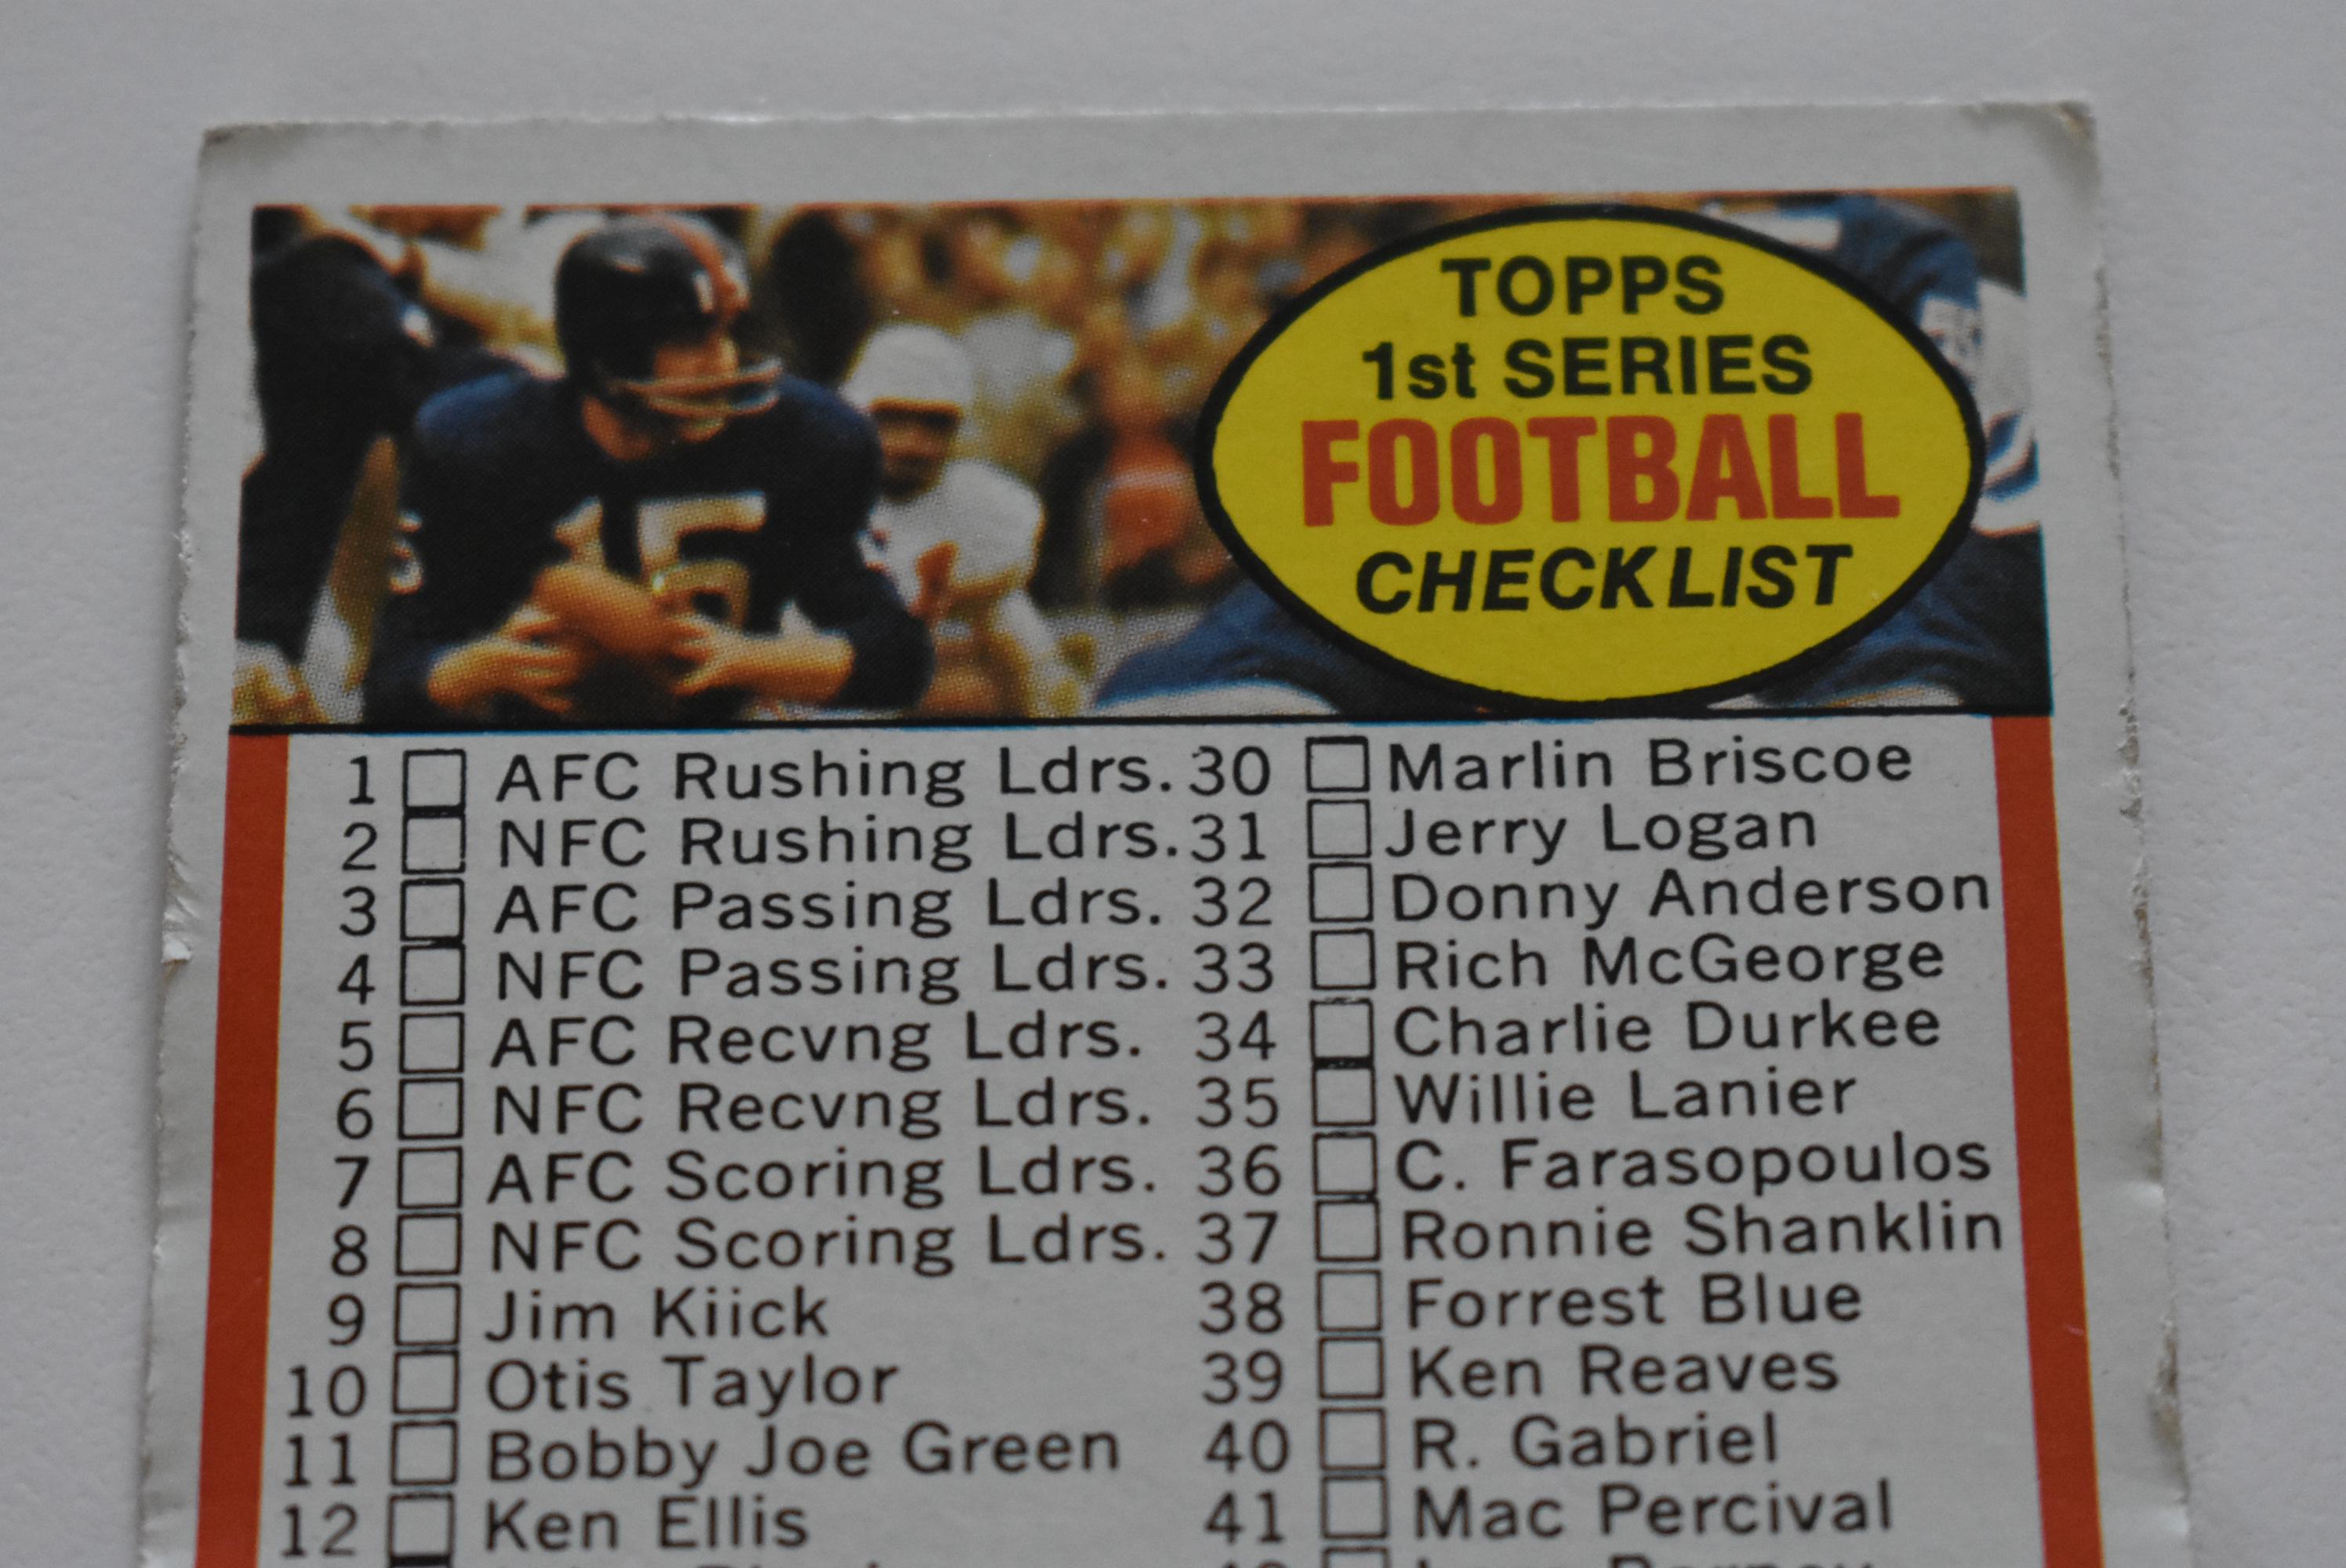 TOPPS
1st SERIES
FOOTBALL
CHECKLIST
15
1 AFC Rushing Ldrs.
2 NFC Rushing Ldrs.
3 AFC Passing Ldrs.
4 NFC Passing Ldrs.
5 AFC Recvng Ldrs.
6 NFC Recvng Ldrs.
7 AFC Scoring Ldrs.
8 NFC Scoring Ldrs.
9 Jim Kiick
10 Otis Taylor
11 Bobby Joe Green
12 Ken Ellis
30 Marlin Briscoe
31 Jerry Logan
32 Donny Anderson
33 Rich McGeorge
34 Charlie Durkee
35 Willie Lanier
36 C. Farasopoulos
37 Ronnie Shanklin
38 Forrest Blue
39 Ken Reaves
40 R. Gabriel
41 Mac Percival